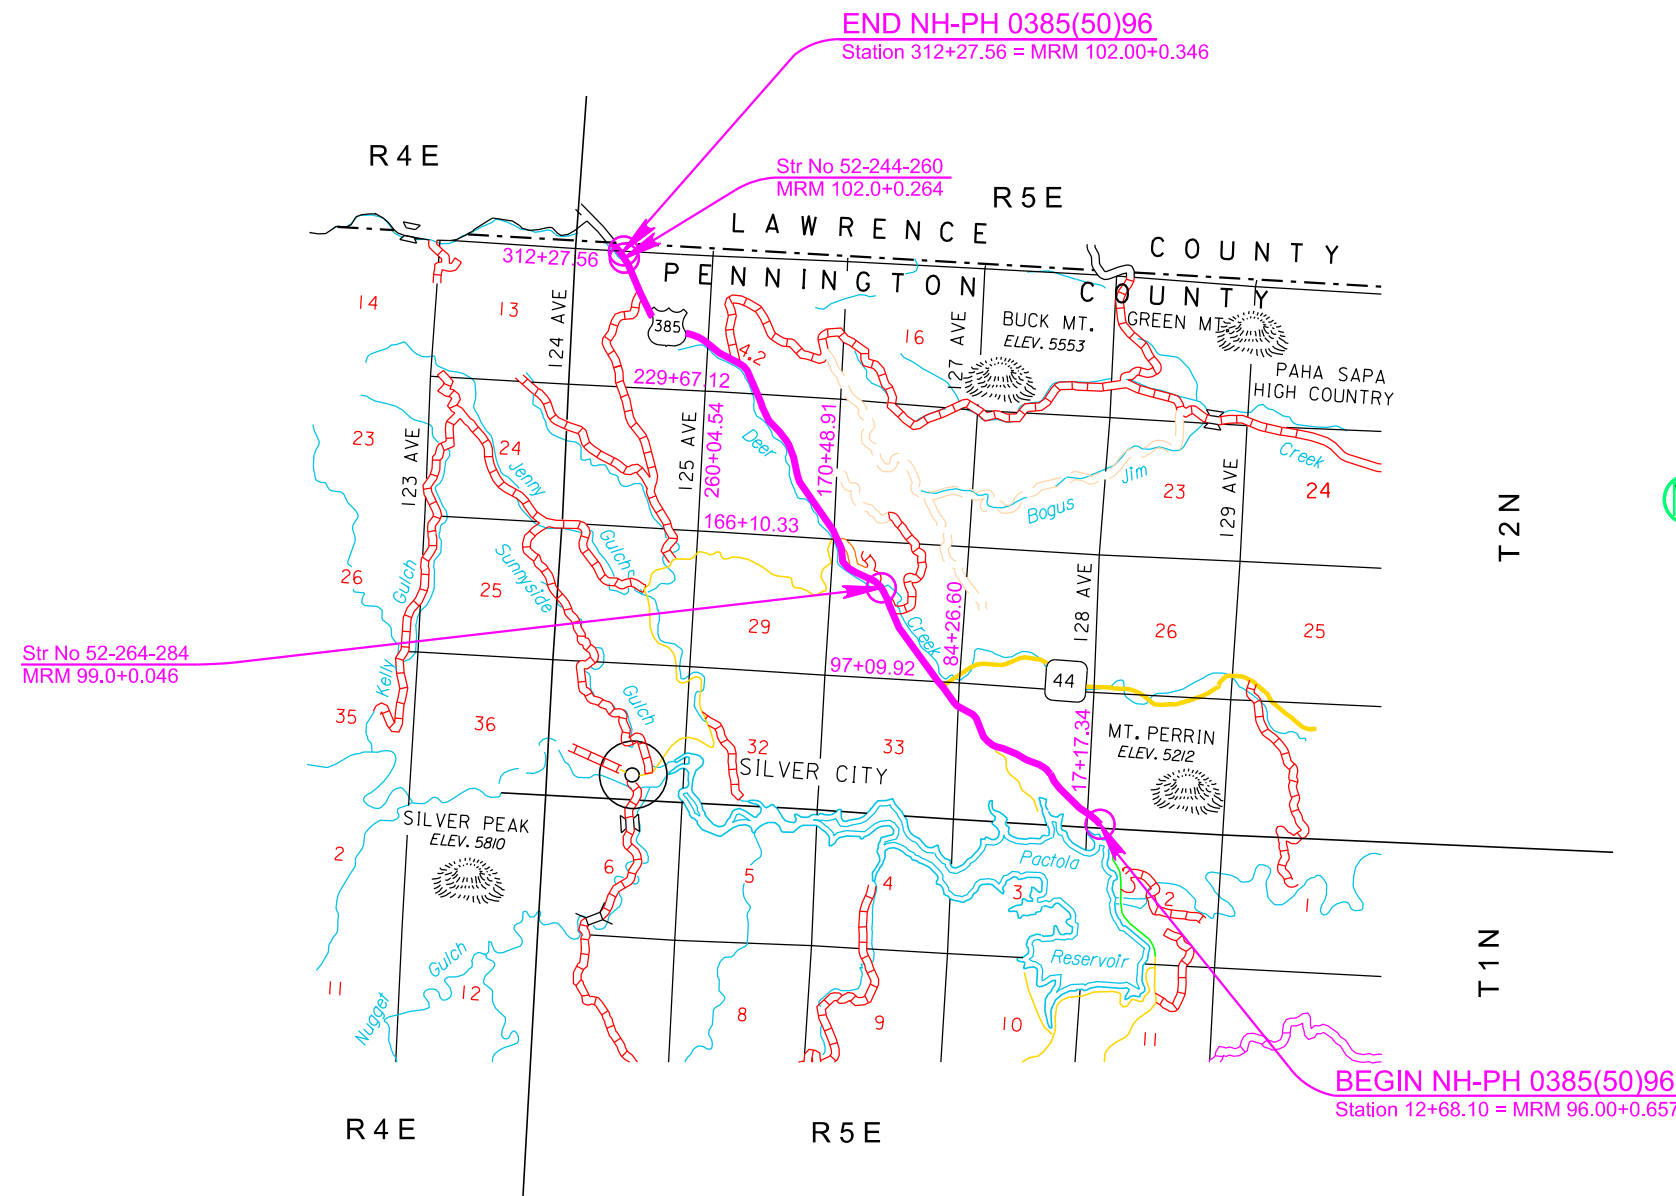 END NH-PH 0385(50)96
Station 312+27.56 = MRM 102.00+0.346
R 4 E
Str No 52-244-260
MRM 102.0+0.264
R 5 E
LAWRENCE COUNTY
312+27.56
PENNINGTON COUNTY
14
13
124 AVE
385
4.2
16
127 AVE
BUCK MT.
ELEV. 5553
GREEN MT.
PAHA SAPA
HIGH COUNTRY
229+67.12
23
123 AVE
24
Jenny
Gulch
125 AVE
260+04.54
Deer
170+48.91
Bogus
Jim
Creek
23
129 AVE
24
T 2 N
166+10.33
Sunnyside
Gulchs
26
Gulch
25
29
Creek
84+26.60
128 AVE
26
25
Str No 52-264-284
MRM 99.0+0.046
Kelly
97+09.92
44
35
36
Gulch
32
33
SILVER CITY
17+17.34
MT. PERRIN
ELEV. 5212
SILVER PEAK
ELEV. 5810
2
6
5
4
3
Pactola
2
1
Reservoir
T 1 N
11
Nugget
Gulch
12
8
9
10
11
BEGIN NH-PH 0385(50)96
Station 12+68.10 = MRM 96.00+0.657
R 4 E
R 5 E